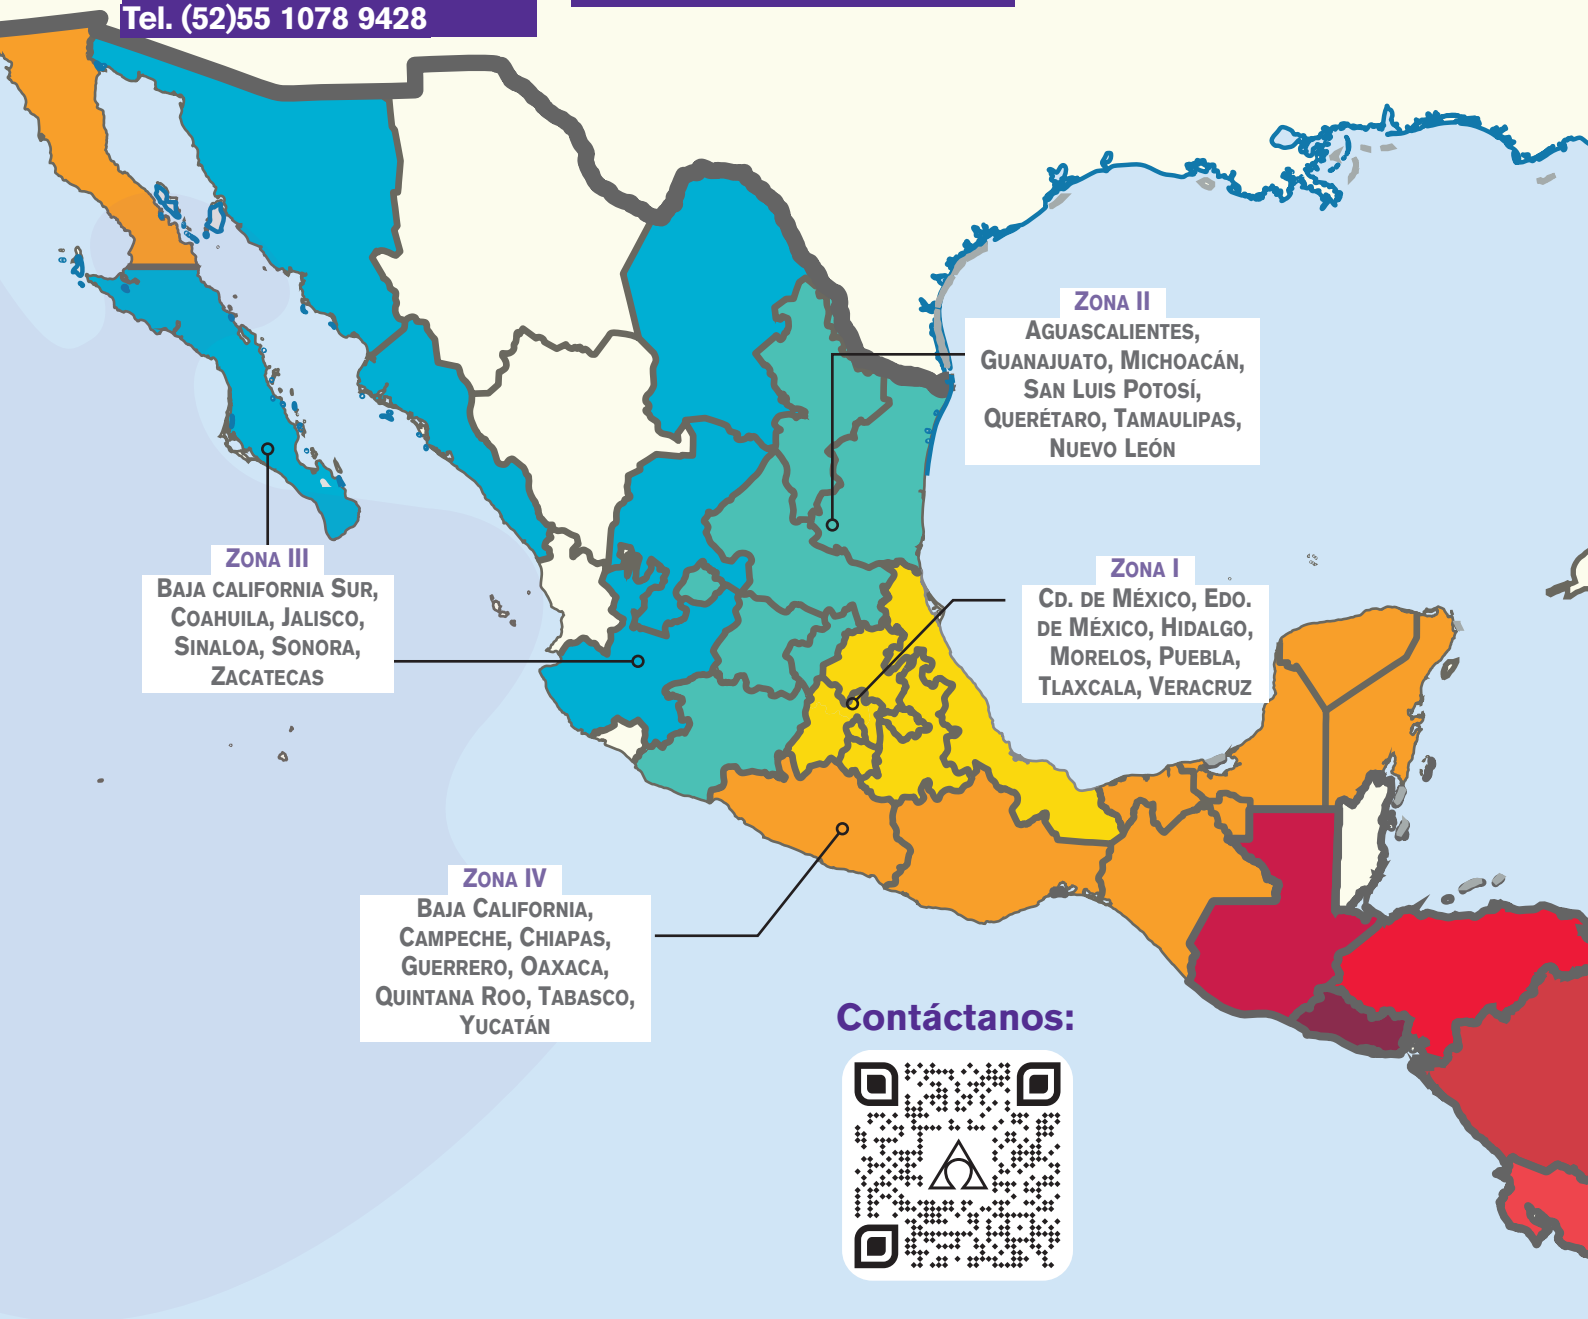 Tel. (52)55 1078 9428
ZONA II
AGUASCALIENTES,
GUANAJUATO, MICHOACÁN,
SAN LUIS POTOSÍ,
QUERÉTARO, TAMAULIPAS,
NUEVO LEÓN
ZONA III
BAJA CALIFORNIA SUR,
COAHUILA, JALISCO,
SINALOA, SONORA,
ZACATECAS
ZONA I
CD. DE MÉXICO, EDO.
DE MÉXICO, HIDALGO,
MORELOS, PUEBLA,
TLAXCALA, VERACRUZ
ZONA IV
BAJA CALIFORNIA,
CAMPECHE, CHIAPAS,
GUERRERO, OAXACA,
QUINTANA ROO, TABASCO,
YUCATÁN
Contáctanos: